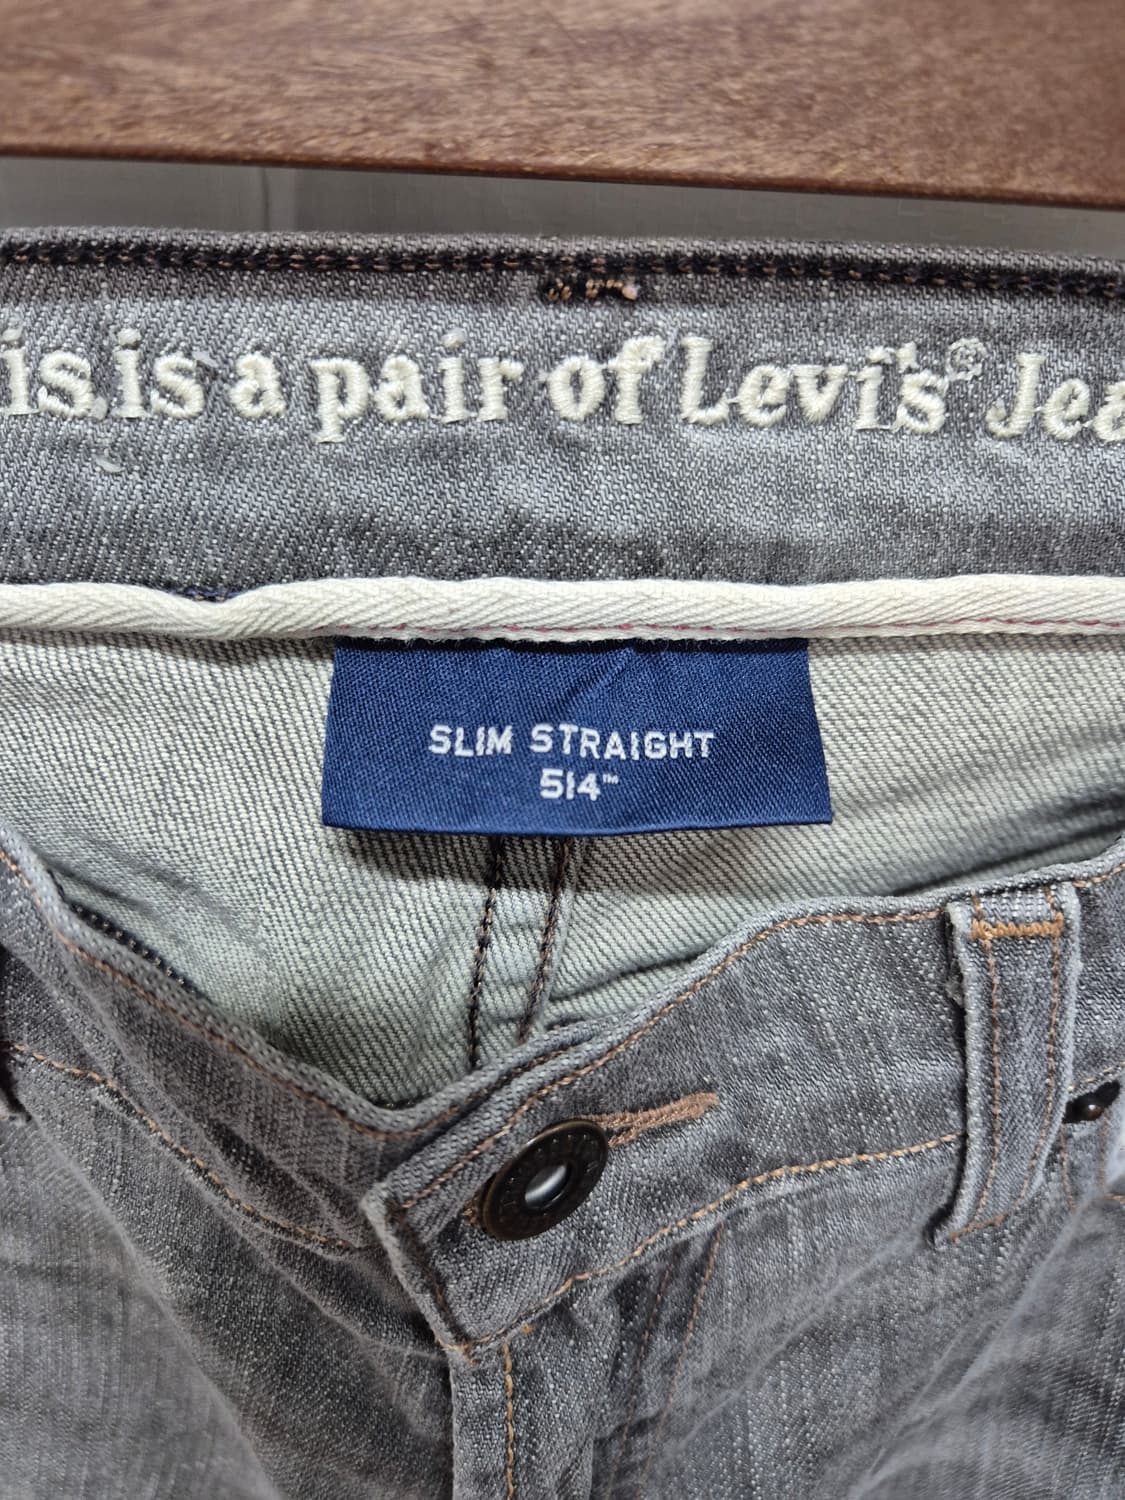 is is a pair of Levi's® Jea
SLIM STRAIGHT
514™